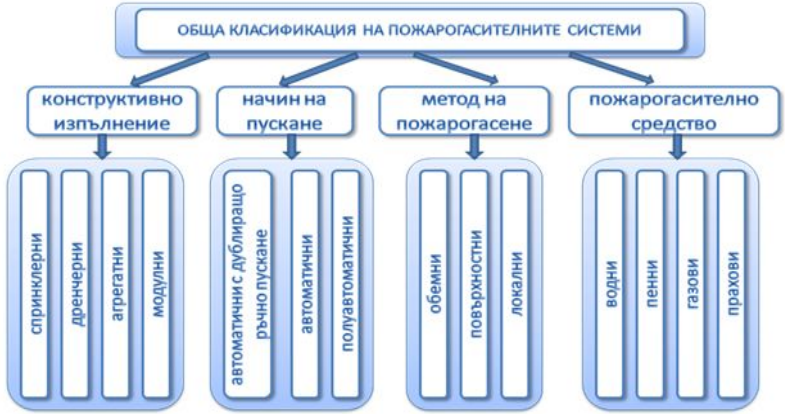 ОБЩА КЛАСИФИКАЦИЯ НА ПОЖАРОГАСИТЕЛНИТЕ СИСТЕМИ
конструктивно
изпълнение
начин на
пускане
метод на
пожарогасене
пожарогасително
средство
спринклерни
дренчерни
агрегатни
модулни
автоматични с дублиращо
ръчно пускане
автоматични
полуавтоматични
обемни
повърхностни
локални
водни
пенни
газови
прахови